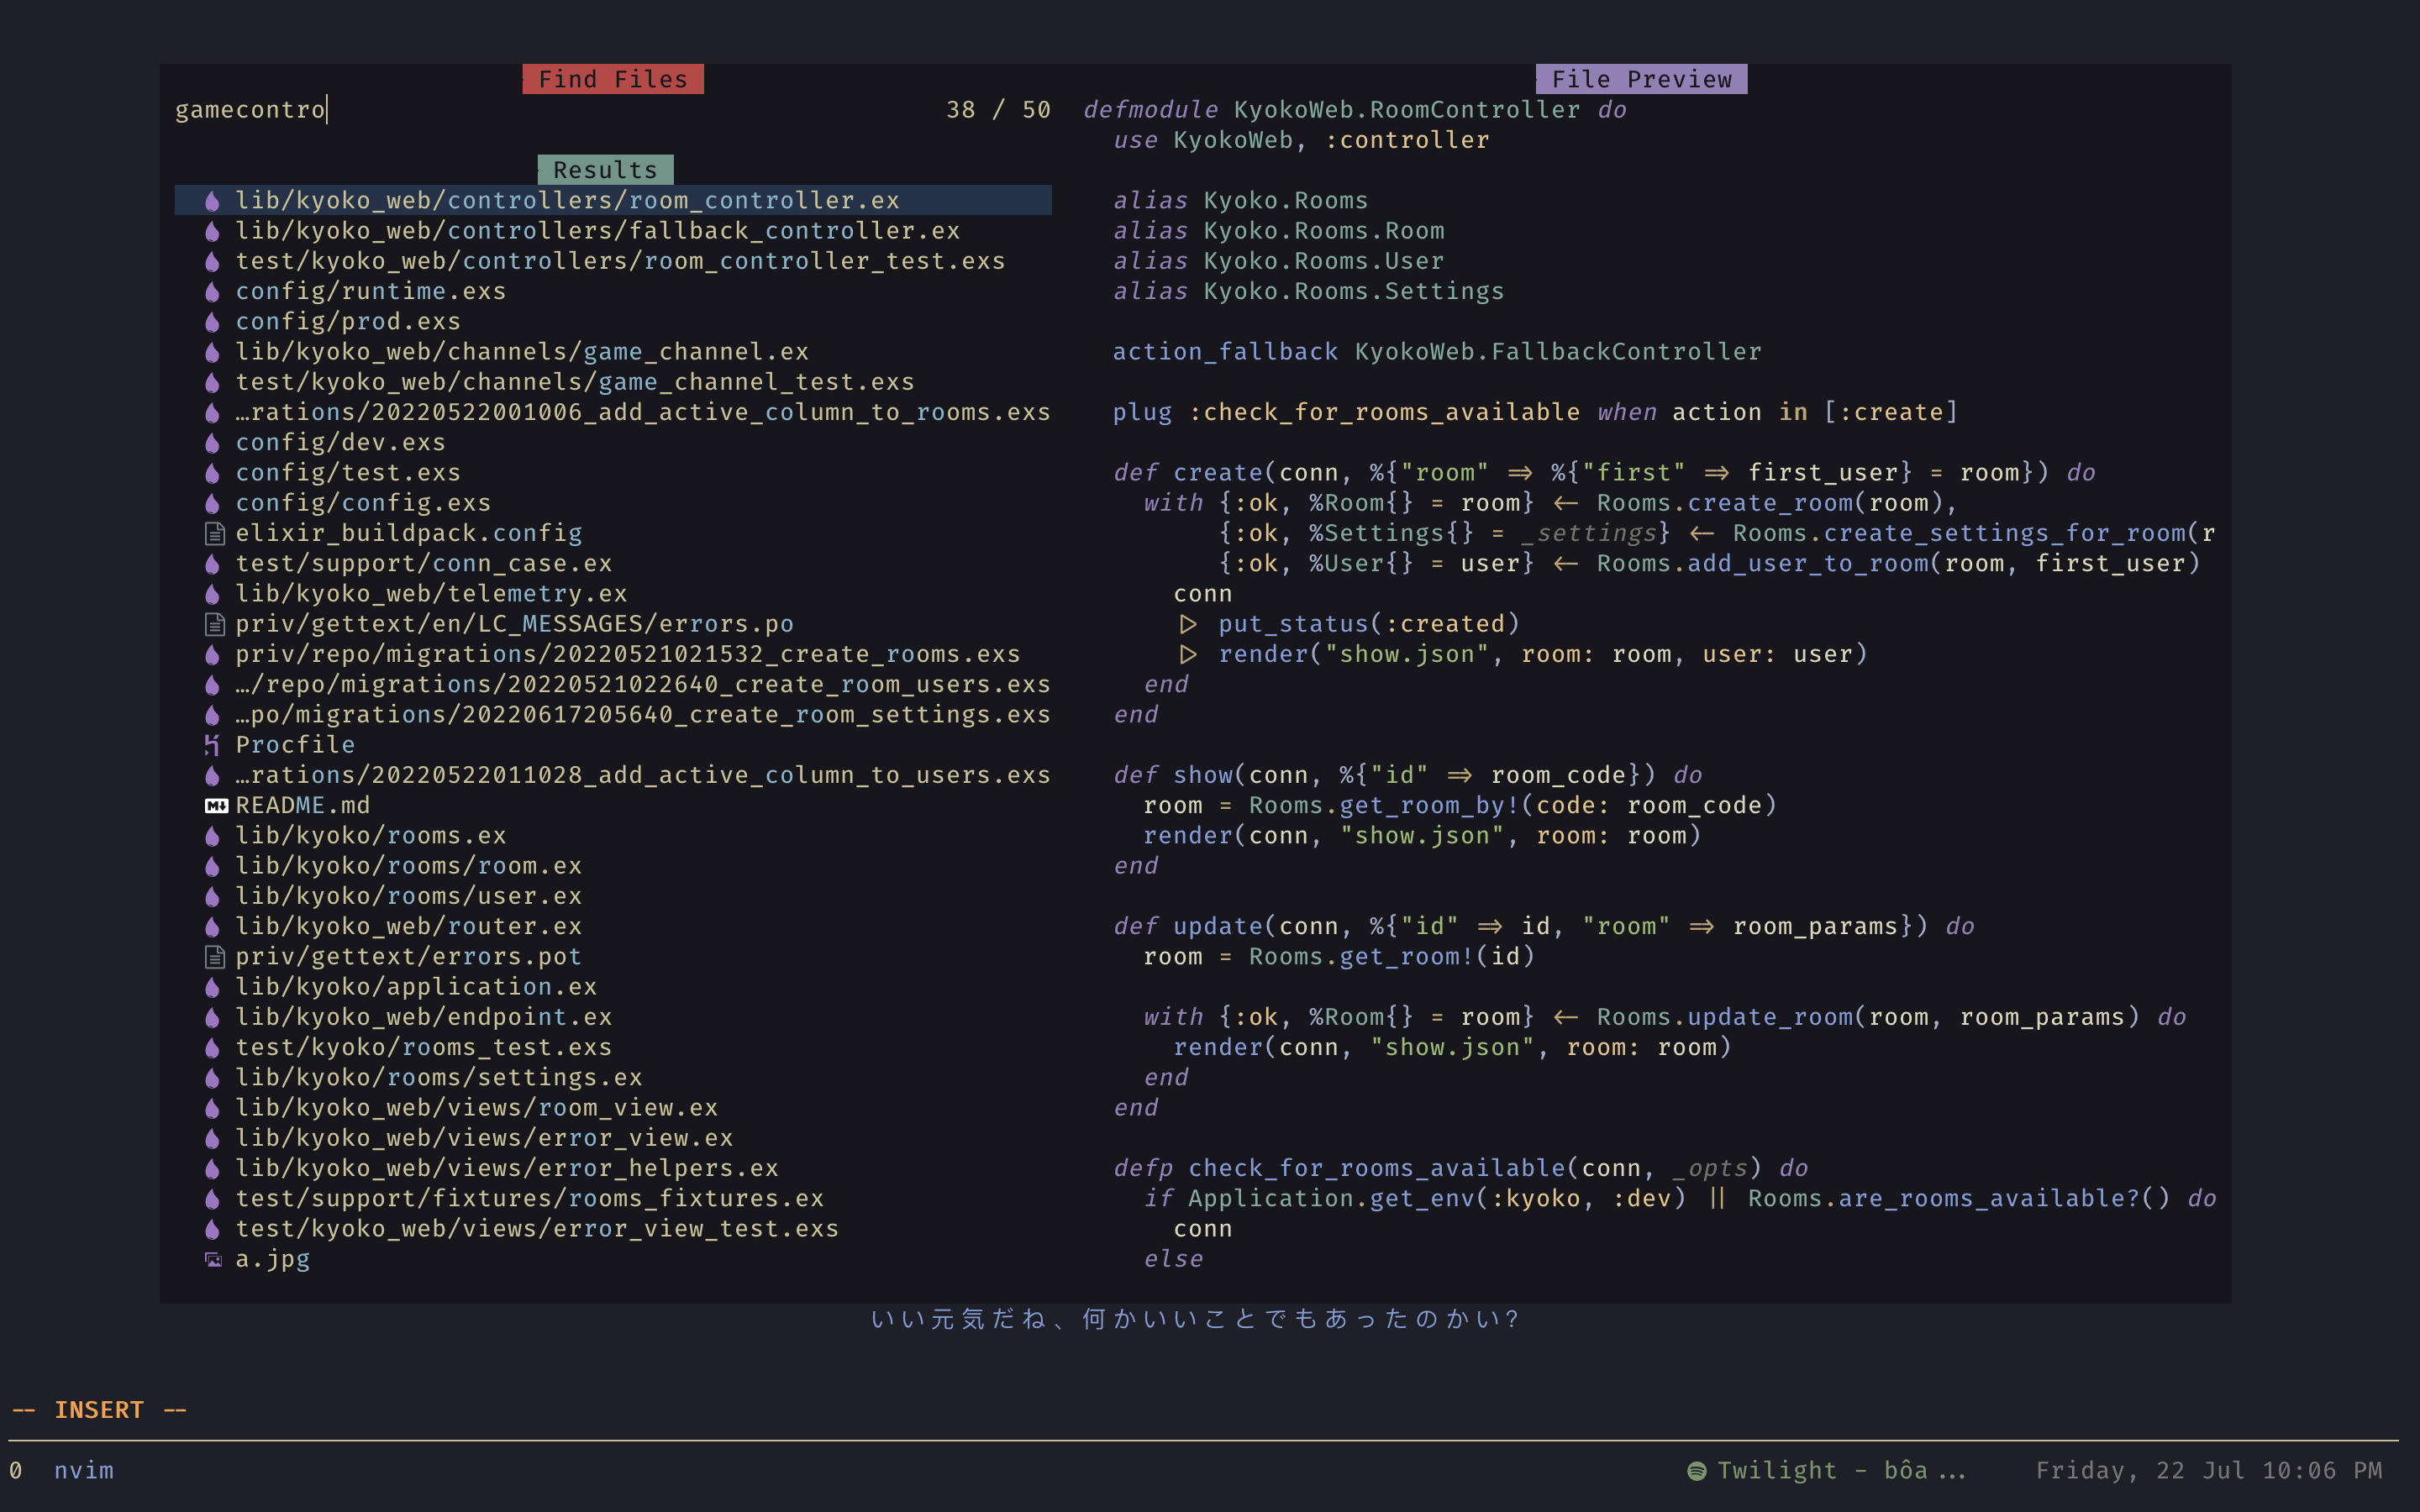 Find Files
gamecontro 38 / 50
Results
lib/kyoko_web/controllers/room_controller.ex
lib/kyoko_web/controllers/fallback_controller.ex
test/kyoko_web/controllers/room_controller_test.exs
config/runtime.exs
config/prod.exs
lib/kyoko_web/channels/game_channel.ex
test/kyoko_web/channels/game_channel_test.exs
…rations/20220522001006_add_active_column_to_rooms.exs
config/dev.exs
config/test.exs
config/config.exs
elixir_buildpack.config
test/support/conn_case.ex
lib/kyoko_web/telemetry.ex
priv/gettext/en/LC_MESSAGES/errors.po
priv/repo/migrations/20220521021532_create_rooms.exs
…/repo/migrations/20220521022640_create_room_users.exs
…po/migrations/20220617205640_create_room_settings.exs
Procfile
…rations/20220522011028_add_active_column_to_users.exs
README.md
lib/kyoko/rooms.ex
lib/kyoko/rooms/room.ex
lib/kyoko/rooms/user.ex
lib/kyoko_web/router.ex
priv/gettext/errors.pot
lib/kyoko/application.ex
lib/kyoko_web/endpoint.ex
test/kyoko/rooms_test.exs
lib/kyoko/rooms/settings.ex
lib/kyoko_web/views/room_view.ex
lib/kyoko_web/views/error_view.ex
lib/kyoko_web/views/error_helpers.ex
test/support/fixtures/rooms_fixtures.ex
test/kyoko_web/views/error_view_test.exs
a.jpg
File Preview
defmodule KyokoWeb.RoomController do
use KyokoWeb, :controller
alias Kyoko.Rooms
alias Kyoko.Rooms.Room
alias Kyoko.Rooms.User
alias Kyoko.Rooms.Settings
action_fallback KyokoWeb.FallbackController
plug :check_for_rooms_available when action in [:create]
def create(conn, %{"room" => %{"first" => first_user} = room}) do
with {:ok, %Room{} = room} <- Rooms.create_room(room),
{:ok, %Settings{} = _settings} <- Rooms.create_settings_for_room(r
{:ok, %User{} = user} <- Rooms.add_user_to_room(room, first_user)
conn
|> put_status(:created)
|> render("show.json", room: room, user: user)
end
end
def show(conn, %{"id" => room_code}) do
room = Rooms.get_room_by!(code: room_code)
render(conn, "show.json", room: room)
end
def update(conn, %{"id" => id, "room" => room_params}) do
room = Rooms.get_room!(id)
with {:ok, %Room{} = room} <- Rooms.update_room(room, room_params) do
render(conn, "show.json", room: room)
end
end
defp check_for_rooms_available(conn, _opts) do
if Application.get_env(:kyoko, :dev) || Rooms.are_rooms_available?() do
conn
else
いい元気だね、何かいいことでもあったのかい?
-- INSERT --
0 nvim
Twilight - bôa ...
Friday, 22 Jul 10:06 PM